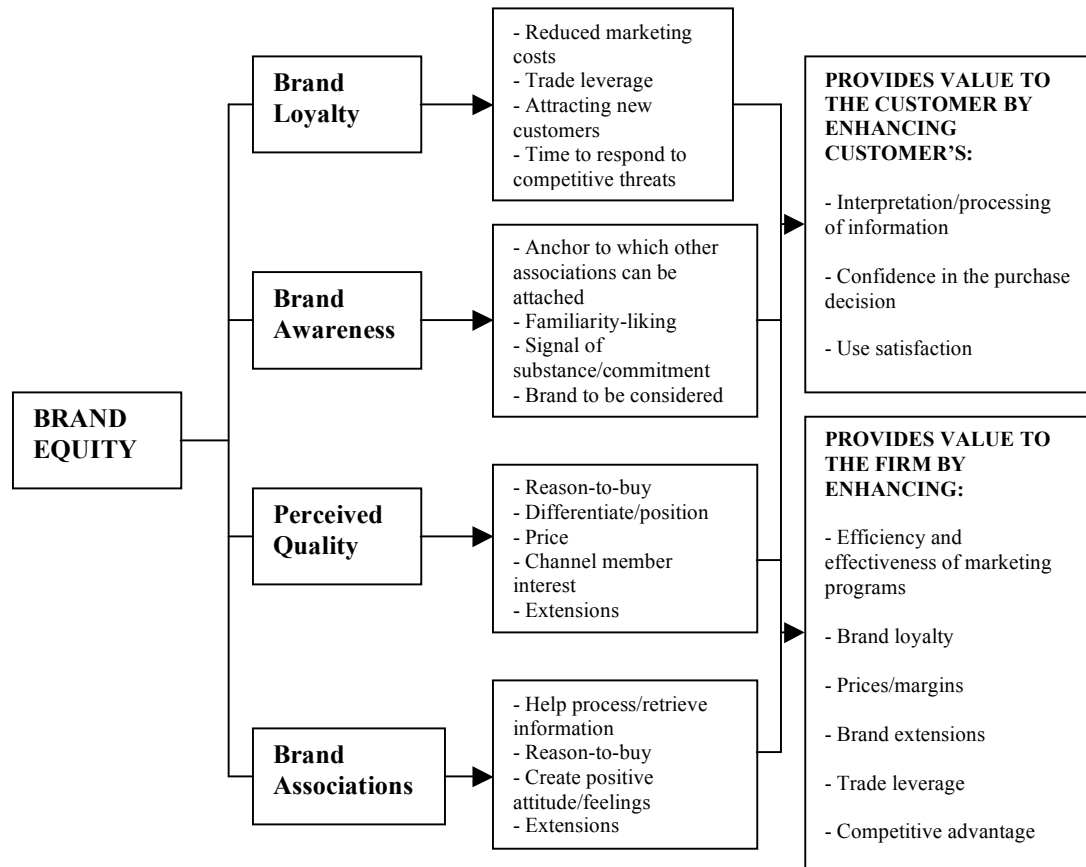 BRAND
EQUITY
Brand
Loyalty
- Reduced marketing
costs
- Trade leverage
- Attracting new
customers
- Time to respond to
competitive threats
Brand
Awareness
- Anchor to which other
associations can be
attached
- Familiarity-liking
- Signal of
substance/commitment
- Brand to be considered
Perceived
Quality
- Reason-to-buy
- Differentiate/position
- Price
- Channel member
interest
- Extensions
Brand
Associations
- Help process/retrieve
information
- Reason-to-buy
- Create positive
attitude/feelings
- Extensions
PROVIDES VALUE TO
THE CUSTOMER BY
ENHANCING
CUSTOMER’S:
- Interpretation/processing
of information
- Confidence in the purchase
decision
- Use satisfaction
PROVIDES VALUE TO
THE FIRM BY
ENHANCING:
- Efficiency and
effectiveness of marketing
programs
- Brand loyalty
- Prices/margins
- Brand extensions
- Trade leverage
- Competitive advantage